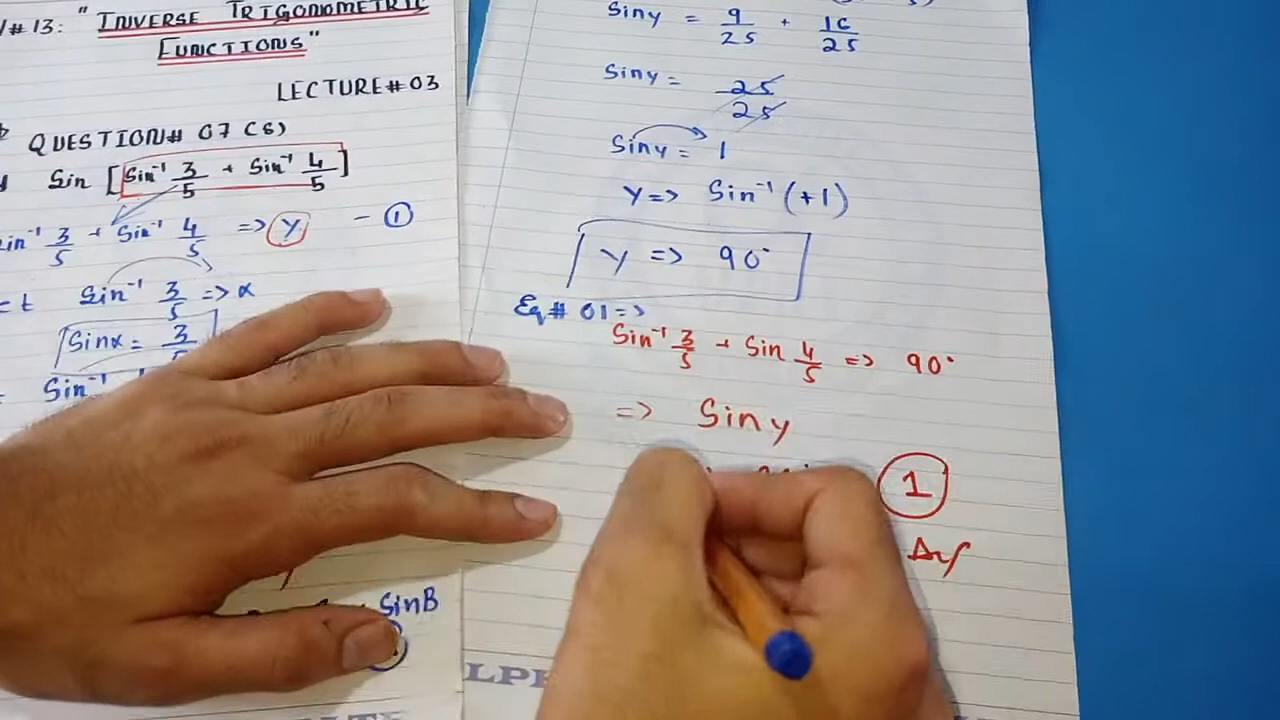 # 13: "INVERSE TRIGONOMETRIC
FUNCTIONS"
LECTURE # 03
QUESTION # 07 (8)
Sin [Sin⁻¹ 3/5 + Sin⁻¹ 4/5]
Sin⁻¹ 3/5 + Sin⁻¹ 4/5 => y - ①
= t Sin⁻¹ 3/5 => α
Sinα = 3
Sin⁻¹
SinB
Siny = 9/25 + 16/25
Siny = 25/25
Siny = 1
y => Sin⁻¹ (+1)
y => 90°
Eq # 01 =>
Sin⁻¹ 3/5 + Sin 4/5 => 90°
=> Siny
1